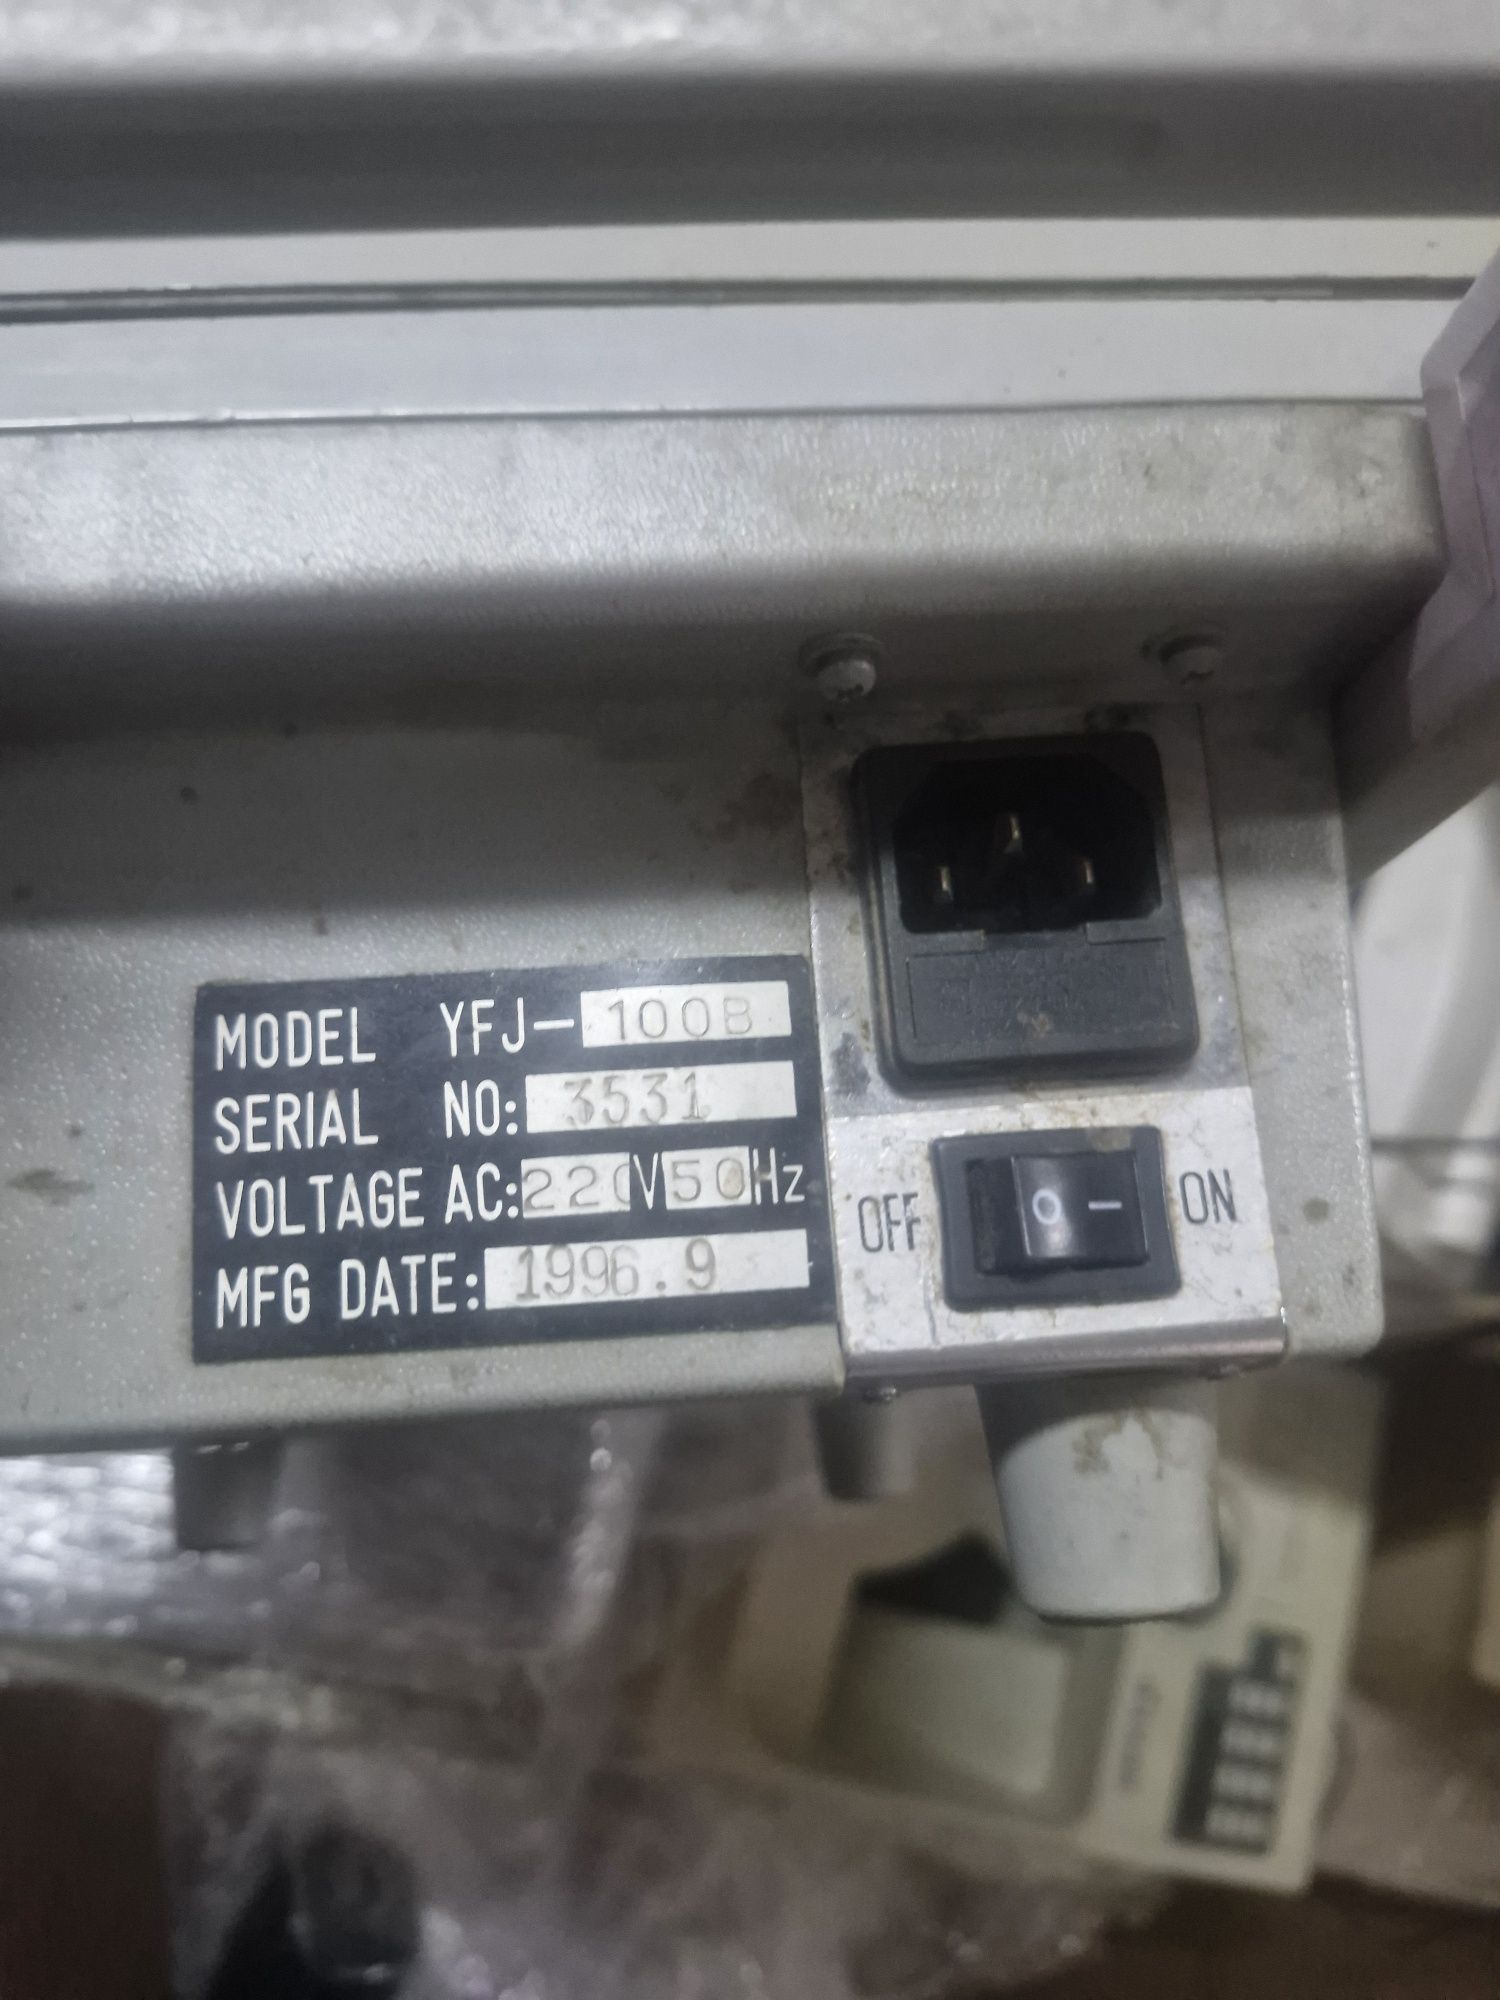 MODEL YFJ-100B
SERIAL NO: 3531
VOLTAGE AC: 220V50Hz
MFG DATE: 1996.9
OFF O — ON